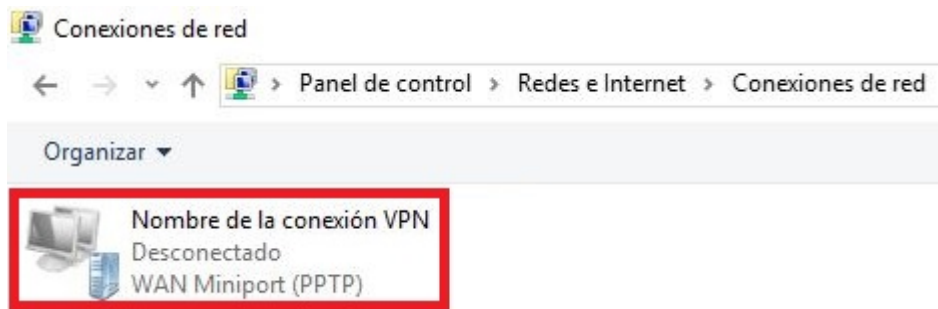 Conexiones de red
Panel de control > Redes e Internet > Conexiones de red
Organizar
Nombre de la conexión VPN
Desconectado
WAN Miniport (PPTP)